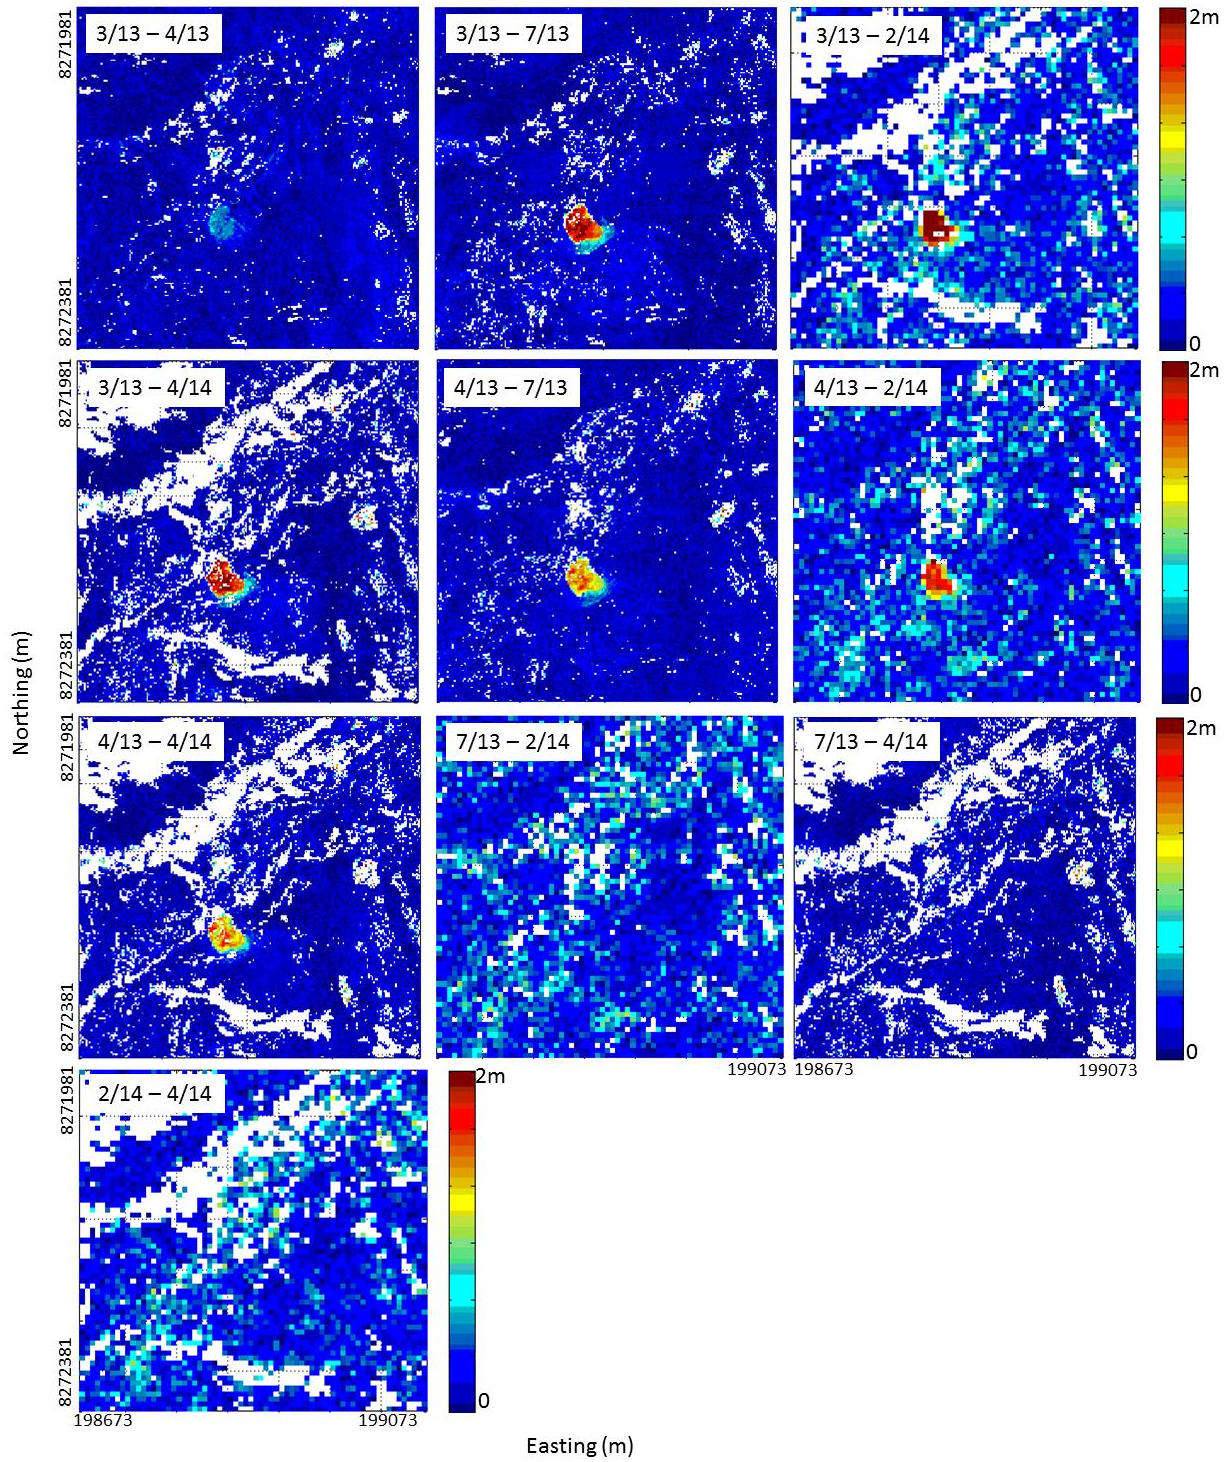 8271981
3/13 – 4/13
3/13 – 7/13
3/13 – 2/14
2m
8272381
0
8271981
3/13 – 4/14
4/13 – 7/13
4/13 – 2/14
2m
8272381
0
Northing (m)
8271981
4/13 – 4/14
7/13 – 2/14
7/13 – 4/14
2m
8272381
0
199073
198673
199073
8271981
2/14 – 4/14
2m
8272381
0
198673
199073
Easting (m)